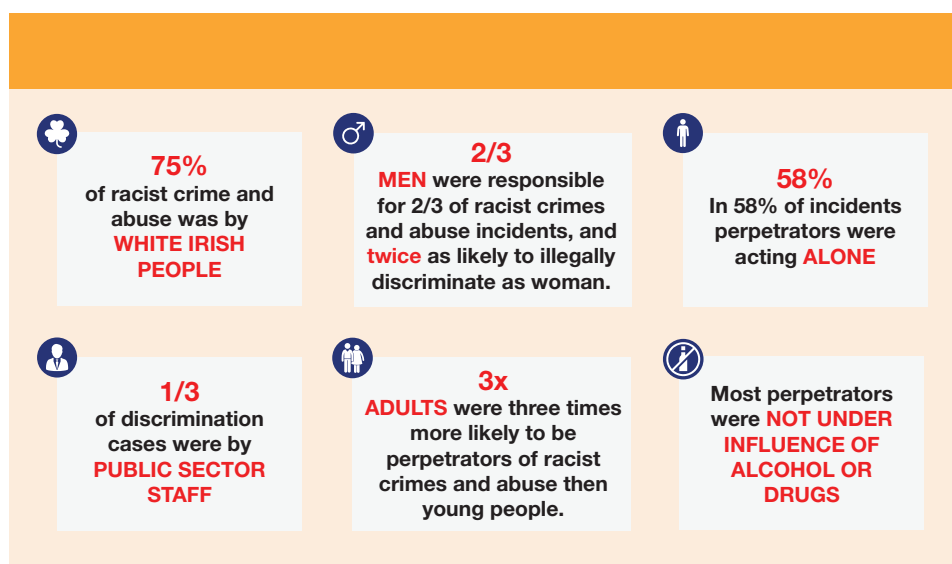 75%
of racist crime and
abuse was by
WHITE IRISH
PEOPLE
2/3
MEN were responsible
for 2/3 of racist crimes
and abuse incidents, and
twice as likely to illegally
discriminate as woman.
58%
In 58% of incidents
perpetrators were
acting ALONE
1/3
of discrimination
cases were by
PUBLIC SECTOR
STAFF
3x
ADULTS were three times
more likely to be
perpetrators of racist
crimes and abuse then
young people.
Most perpetrators
were NOT UNDER
INFLUENCE OF
ALCOHOL OR
DRUGS